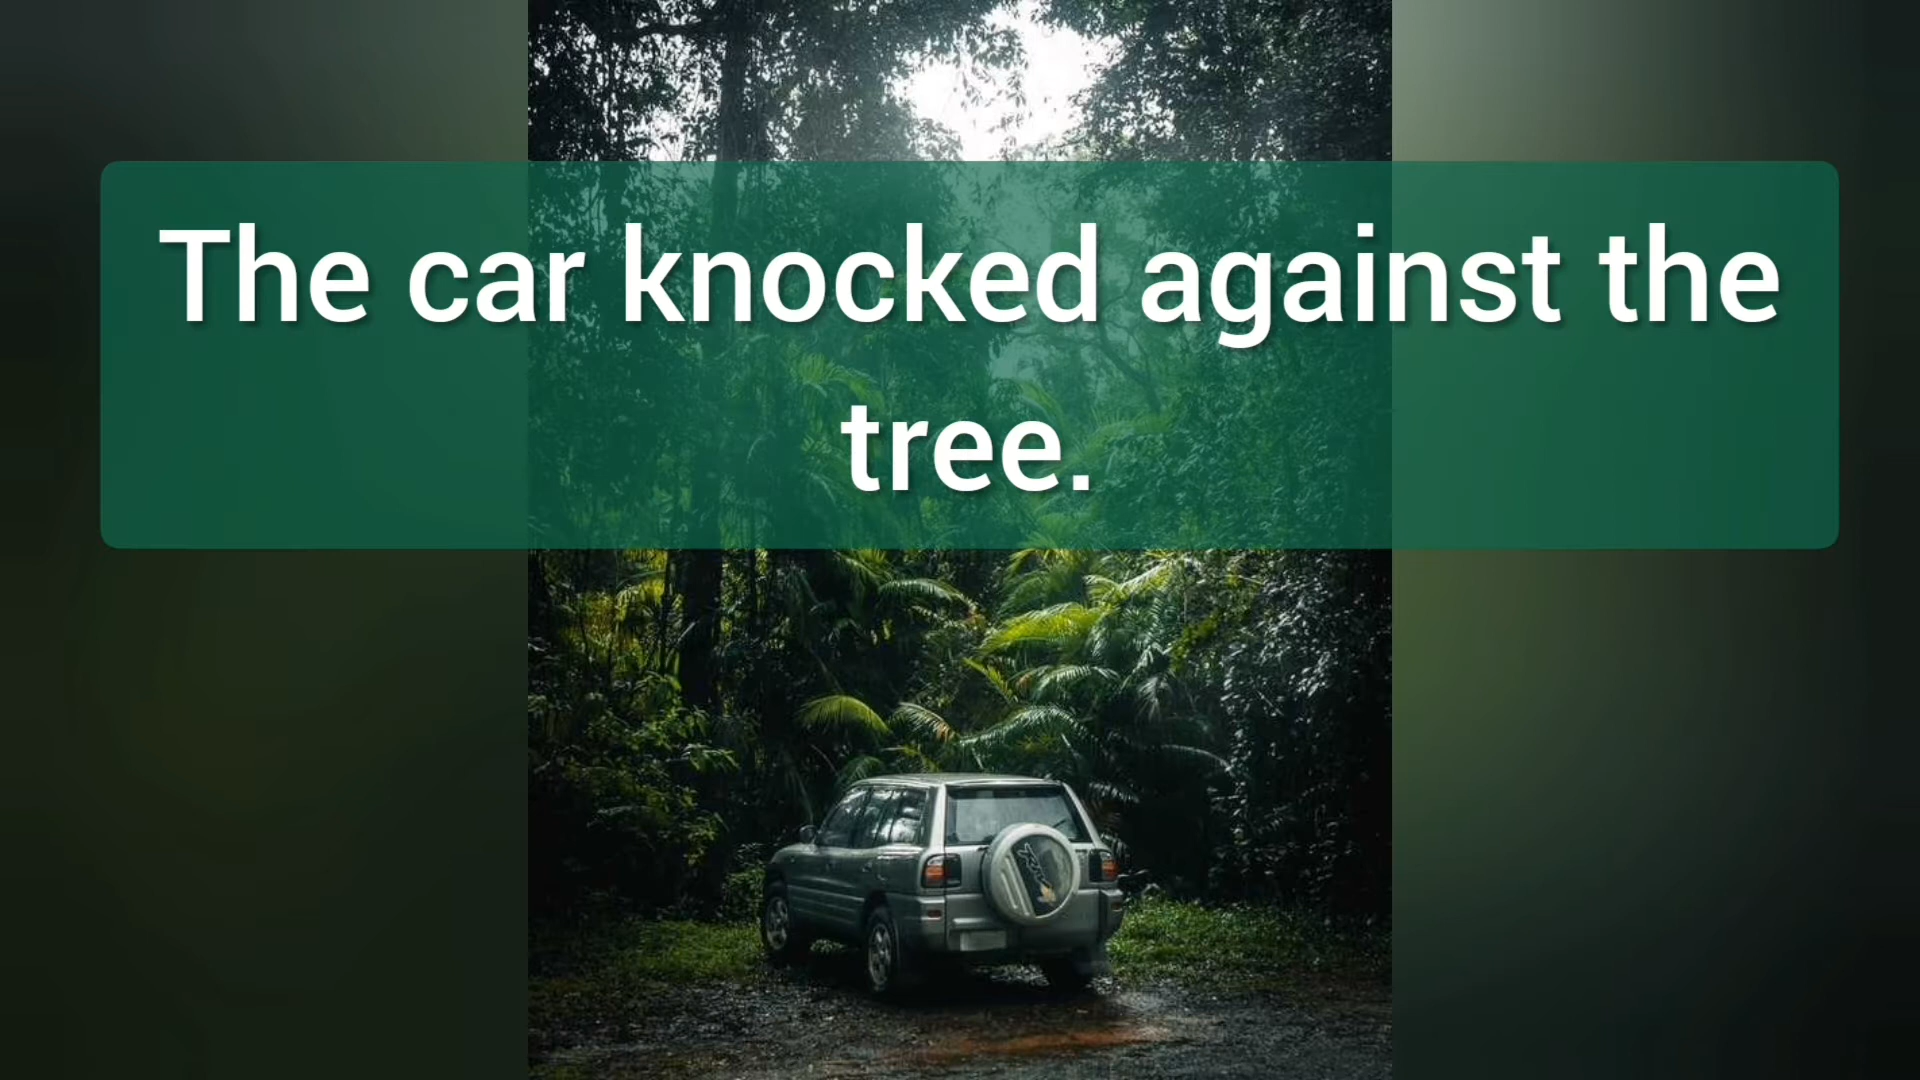 The car knocked against the
tree.